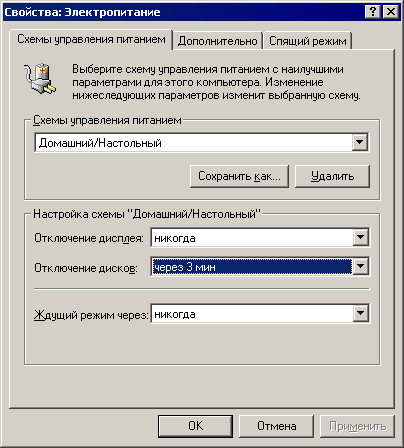 Свойства: Электропитание
Схемы управления питанием
Дополнительно
Спящий режим
Выберите схему управления питанием с наилучшими
параметрами для этого компьютера. Изменение
нижеследующих параметров изменит выбранную схему.
Схемы управления питанием
Домашний/Настольный
Сохранить как...
Удалить
Настройка схемы "Домашний/Настольный"
Отключение дисплея: никогда
Отключение дисков: через 3 мин
Ждущий режим через: никогда
OK
Отмена
Применить